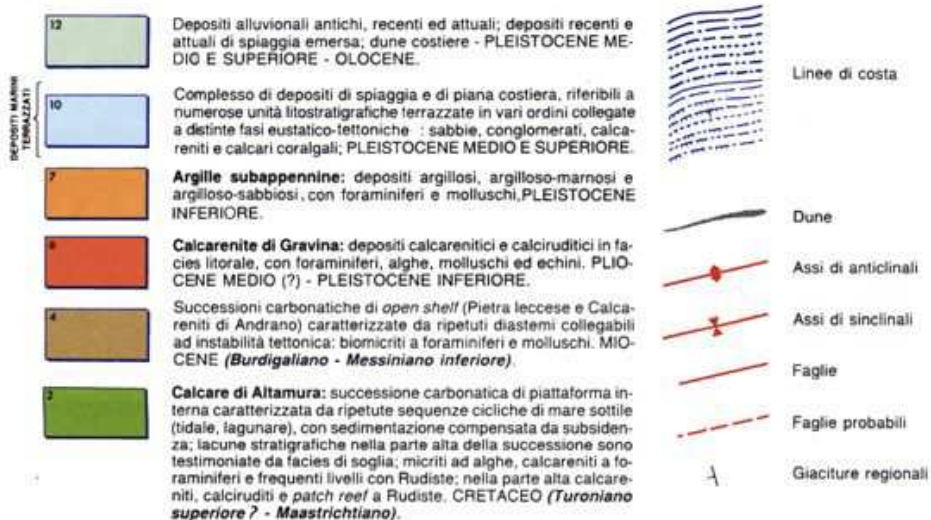 12
Depositi alluvionali antichi, recenti ed attuali; depositi recenti e
attuali di spiaggia emersa; dune costiere - PLEISTOCENE ME-
DIO E SUPERIORE - OLOCENE.
DEPOSITI MARINI
TERRAZZATI
10
Complesso di depositi di spiaggia e di piana costiera, riferibili a
numerose unità litostratigrafiche terrazzate in vari ordini collegate
a distinte fasi eustatico-tettoniche : sabbie, conglomerati, calca-
reniti e calcari coralgali; PLEISTOCENE MEDIO E SUPERIORE.
7
Argille subappennine: depositi argillosi, argilloso-marnosi e
argilloso-sabbiosi, con foraminiferi e molluschi, PLEISTOCENE
INFERIORE.
Calcarenite di Gravina: depositi calcarenitici e calciruditici in fa-
cies litorale, con foraminiferi, alghe, molluschi ed echini. PLIO-
CENE MEDIO (?) - PLEISTOCENE INFERIORE.
4
Successioni carbonatiche di open shelf (Pietra leccese e Calca-
reniti di Andrano) caratterizzate da ripetuti diastemi collegabili
ad instabilità tettonica: biomicriti a foraminiferi e molluschi. MIO-
CENE (Burdigaliano - Messiniano inferiore).
Calcare di Altamura: successione carbonatica di piattaforma in-
terna caratterizzata da ripetute sequenze cicliche di mare sottile
(tidale, lagunare), con sedimentazione compensata da subsiden-
za; lacune stratigrafiche nella parte alta della successione sono
testimoniate da facies di soglia; micriti ad alghe, calcareniti a fo-
raminiferi e frequenti livelli con Rudiste; nella parte alta calcare-
niti, calciruditi e patch reef a Rudiste. CRETACEO (Turoniano
superiore ? - Maastrichtiano).
Linee di costa
Dune
Assi di anticlinali
Assi di sinclinali
Faglie
Faglie probabili
Giaciture regionali